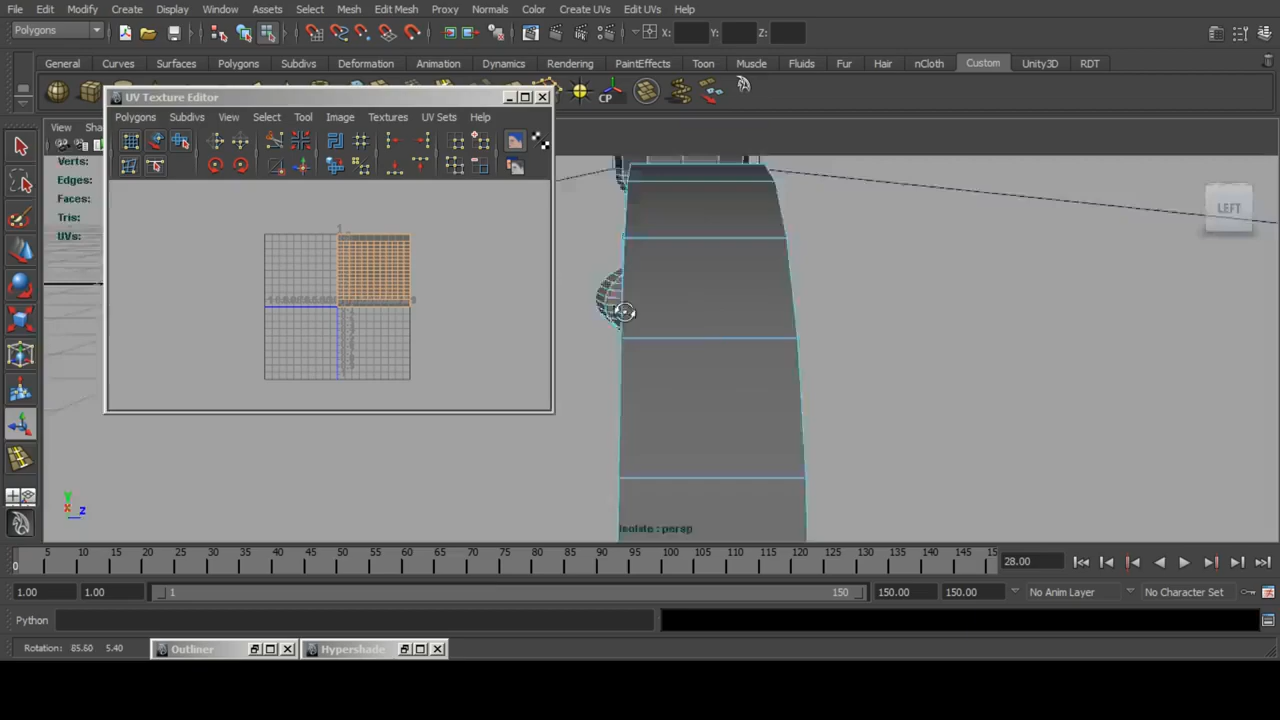 File Edit Modify Create Display Window Assets Select Mesh Edit Mesh Proxy Normals Color Create UVs Edit UVs Help
Polygons X: Y: Z:
General Curves Surfaces Polygons Subdivs Deformation Animation Dynamics Rendering PaintEffects Toon Muscle Fluids Fur Hair nCloth Custom Unity3D RDT
CP
UV Texture Editor
Polygons Subdivs View Select Tool Image Textures UV Sets Help
View Sha
Verts:
Edges:
Faces:
Tris:
UVs:
LEFT
Y
X Z
Isolate : persp
5 10 15 20 25 30 35 40 45 50 55 60 65 70 75 80 85 90 95 100 105 110 115 120 125 130 135 140 145 15
0
28.00
1.00 1.00 1 150 150.00 150.00 No Anim Layer No Character Set
Python
Rotation: 85.60 5.40 Outliner Hypershade